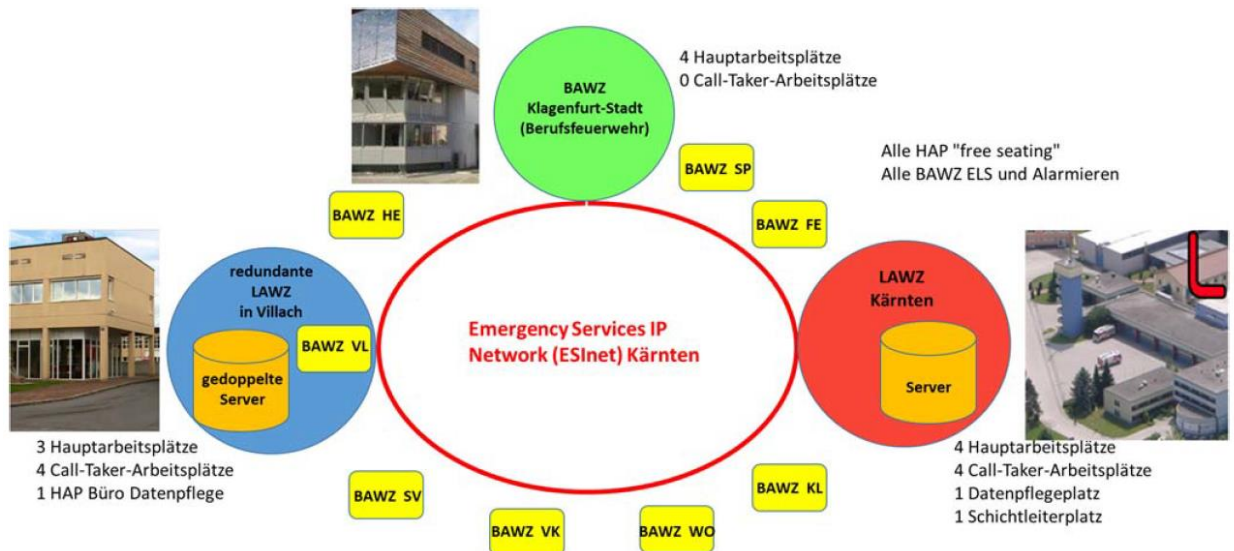 4 Hauptarbeitsplätze
0 Call-Taker-Arbeitsplätze
BAWZ
Klagenfurt-Stadt
(Berufsfeuerwehr)
Alle HAP "free seating"
Alle BAWZ ELS und Alarmieren
BAWZ SP
BAWZ HE
BAWZ FE
redundante
LAWZ
in Villach
BAWZ VL
gedoppelte
Server
LAWZ
Kärnten
Server
Emergency Services IP
Network (ESInet) Kärnten
3 Hauptarbeitsplätze
4 Call-Taker-Arbeitsplätze
1 HAP Büro Datenpflege
4 Hauptarbeitsplätze
4 Call-Taker-Arbeitsplätze
1 Datenpflegeplatz
1 Schichtleiterplatz
BAWZ SV
BAWZ VK
BAWZ WO
BAWZ KL